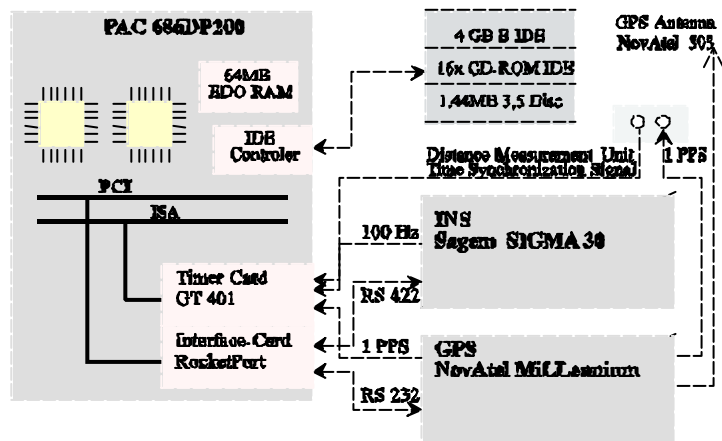 PAC 686DP200
64MB
EDO RAM
IDE
Controler
PCI
ISA
Timer Card
GT 401
Interface-Card
RocketPort
4 GB E IDE
16x CD-ROM IDE
1,44MB 3,5 Disc
GPS Antenna
NovAtel 503
Distance Measurement Unit
Time Synchronization Signal
1 PPS
100 Hz
INS
Sagem SIGMA 30
RS 422
1 PPS
GPS
NovAtel MilLennium
RS 232